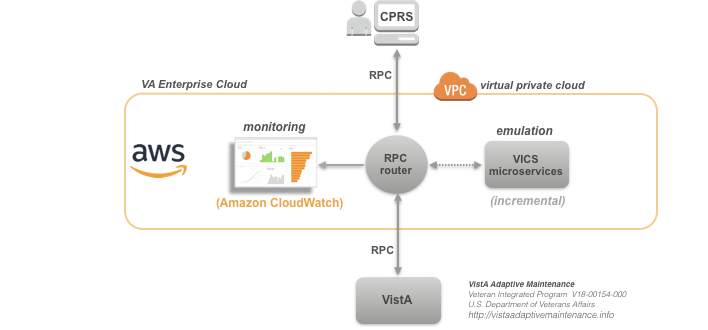 CPRS
RPC
VA Enterprise Cloud
VPC
virtual private cloud
monitoring
emulation
aws
RPC
router
VICS
microservices
(Amazon CloudWatch)
(incremental)
RPC
VistA
VistA Adaptive Maintenance
Veteran Integrated Program V18-00154-000
U.S. Department of Veterans Affairs
http://vistaadaptivemaintenance.info